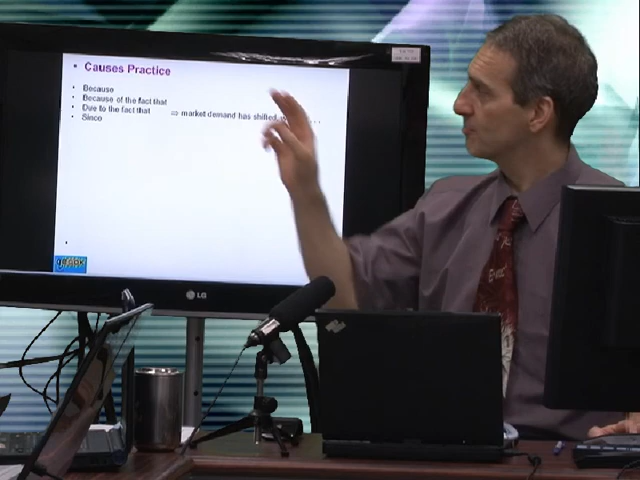 • Causes Practice
• Because
• Because of the fact that
• Due to the fact that ⇒ market demand has shifted,
• Since
•
LG